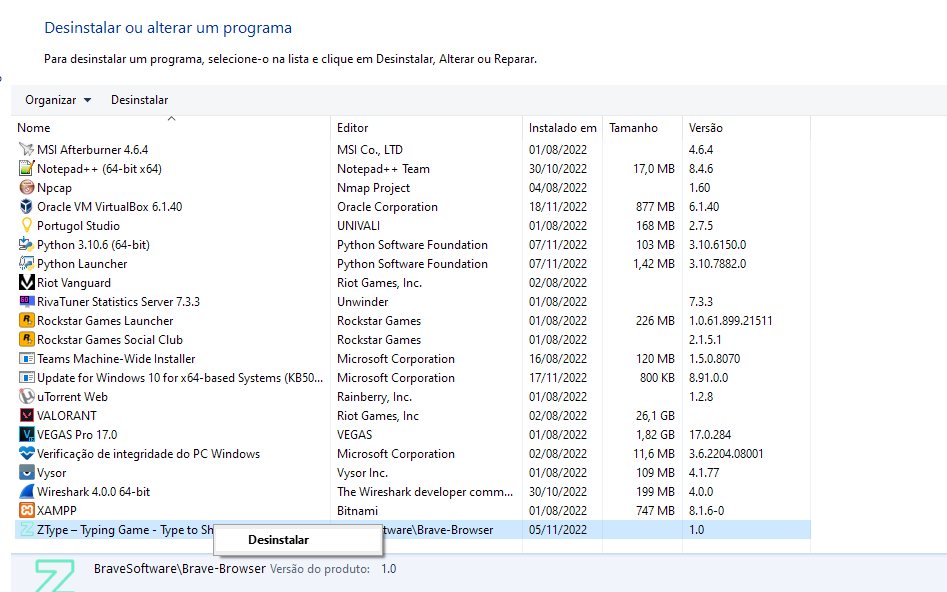 Desinstalar ou alterar um programa
Para desinstalar um programa, selecione-o na lista e clique em Desinstalar, Alterar ou Reparar.
Organizar Desinstalar
Nome Editor Instalado em Tamanho Versão
MSI Afterburner 4.6.4 MSI Co., LTD 01/08/2022 4.6.4
Notepad++ (64-bit x64) Notepad++ Team 30/10/2022 17,0 MB 8.4.6
Npcap Nmap Project 04/08/2022 1.60
Oracle VM VirtualBox 6.1.40 Oracle Corporation 18/11/2022 877 MB 6.1.40
Portugol Studio UNIVALI 01/08/2022 168 MB 2.7.5
Python 3.10.6 (64-bit) Python Software Foundation 07/11/2022 103 MB 3.10.6150.0
Python Launcher Python Software Foundation 07/11/2022 1,42 MB 3.10.7882.0
Riot Vanguard Riot Games, Inc. 02/08/2022
RivaTuner Statistics Server 7.3.3 Unwinder 01/08/2022 7.3.3
Rockstar Games Launcher Rockstar Games 01/08/2022 226 MB 1.0.61.899.21511
Rockstar Games Social Club Rockstar Games 01/08/2022 2.1.5.1
Teams Machine-Wide Installer Microsoft Corporation 16/08/2022 120 MB 1.5.0.8070
Update for Windows 10 for x64-based Systems (KB50... Microsoft Corporation 17/11/2022 800 KB 8.91.0.0
uTorrent Web Rainberry, Inc. 01/08/2022 1.2.8
VALORANT Riot Games, Inc 02/08/2022 26,1 GB
VEGAS Pro 17.0 VEGAS 01/08/2022 1,82 GB 17.0.284
Verificação de integridade do PC Windows Microsoft Corporation 02/08/2022 11,6 MB 3.6.2204.08001
Vysor Vysor Inc. 01/08/2022 109 MB 4.1.77
Wireshark 4.0.0 64-bit The Wireshark developer comm... 30/10/2022 199 MB 4.0.0
XAMPP Bitnami 01/08/2022 747 MB 8.1.6-0
ZType – Typing Game - Type to Sh tware\Brave-Browser 05/11/2022 1.0
Desinstalar
BraveSoftware\Brave-Browser Versão do produto: 1.0